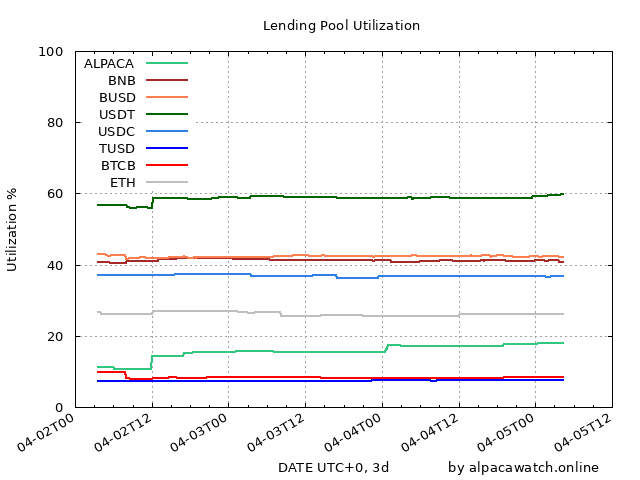 Lending Pool Utilization
100
80
60
40
20
0
Utilization %
ALPACA
BNB
BUSD
USDT
USDC
TUSD
BTCB
ETH
04-02T00
04-02T12
04-03T00
04-03T12
04-04T00
04-04T12
04-05T00
04-05T12
DATE UTC+0, 3d
by alpacawatch.online